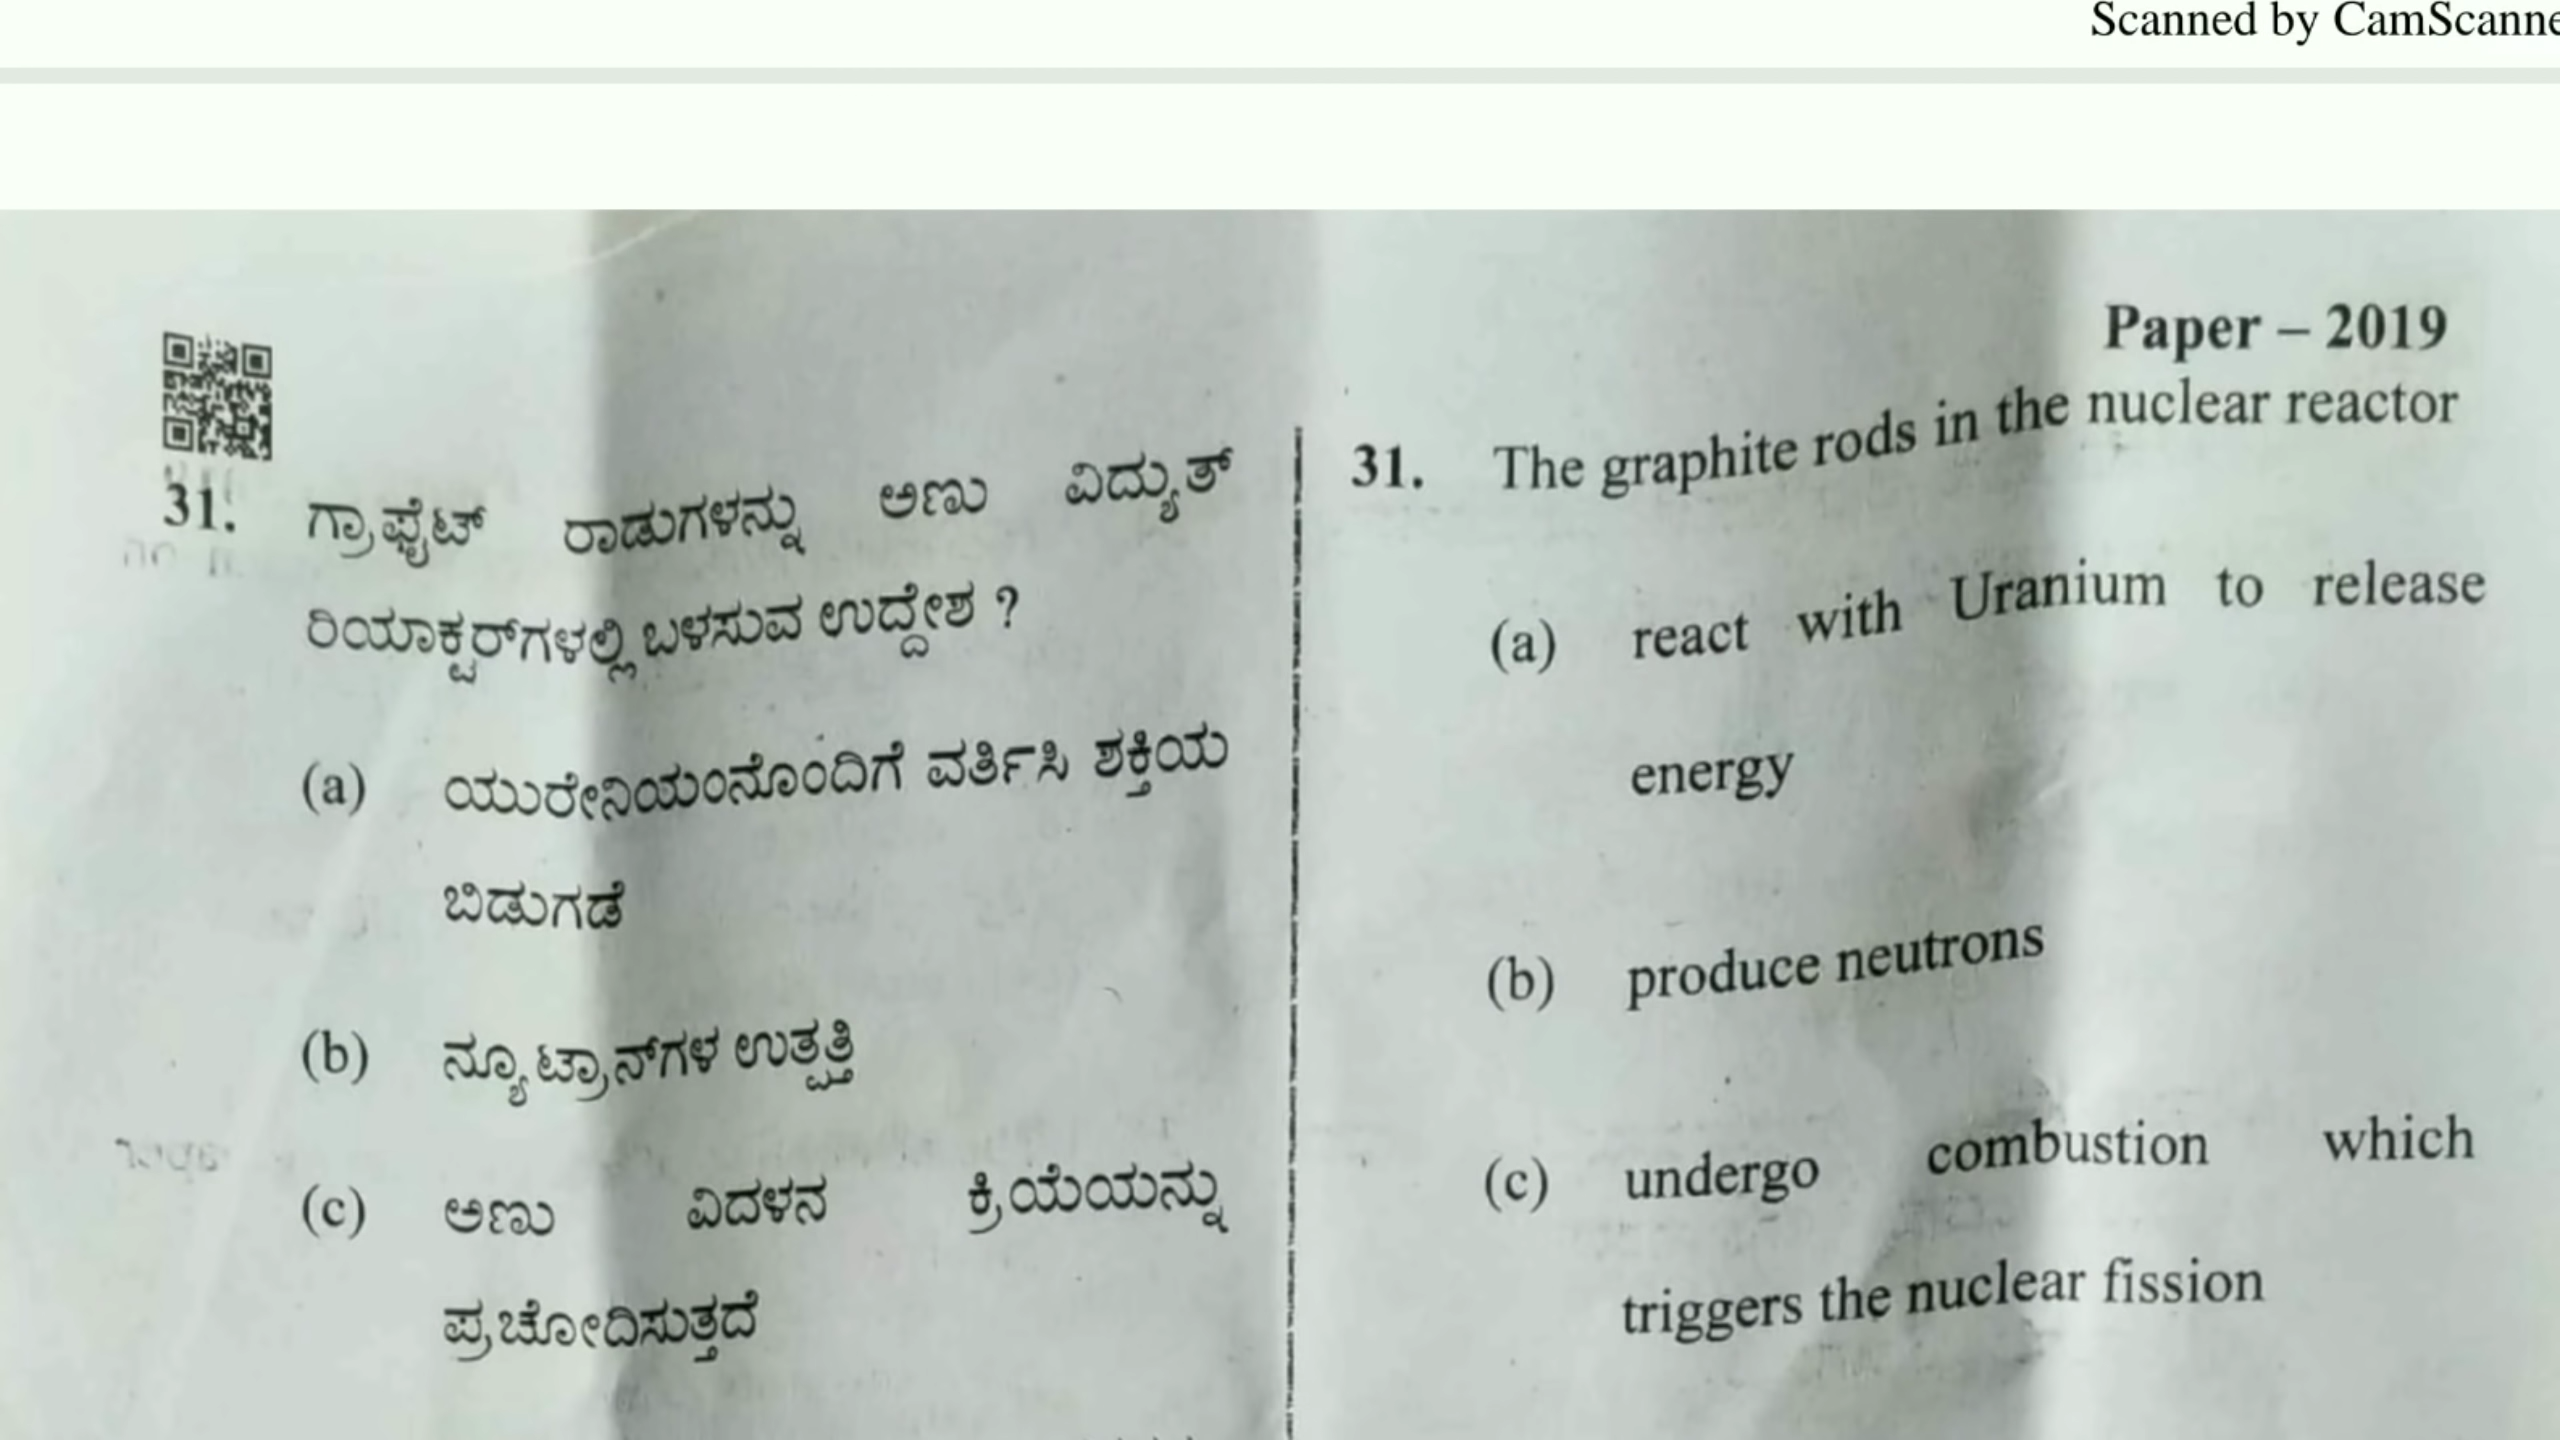 Scanned by CamScanne
Paper – 2019
31. ಗ್ರಾಫೈಟ್ ರಾಡುಗಳನ್ನು ಅಣು ವಿದ್ಯುತ್
ರಿಯಾಕ್ಟರ್‌ಗಳಲ್ಲಿ ಬಳಸುವ ಉದ್ದೇಶ ?
(a) ಯುರೇನಿಯಂನೊಂದಿಗೆ ವರ್ತಿಸಿ ಶಕ್ತಿಯ
ಬಿಡುಗಡೆ
(b) ನ್ಯೂಟ್ರಾನ್‌ಗಳ ಉತ್ಪತ್ತಿ
(c) ಅಣು ವಿದಳನ ಕ್ರಿಯೆಯನ್ನು
ಪ್ರಚೋದಿಸುತ್ತದೆ
31. The graphite rods in the nuclear reactor
(a) react with Uranium to release
energy
(b) produce neutrons
(c) undergo combustion which
triggers the nuclear fission